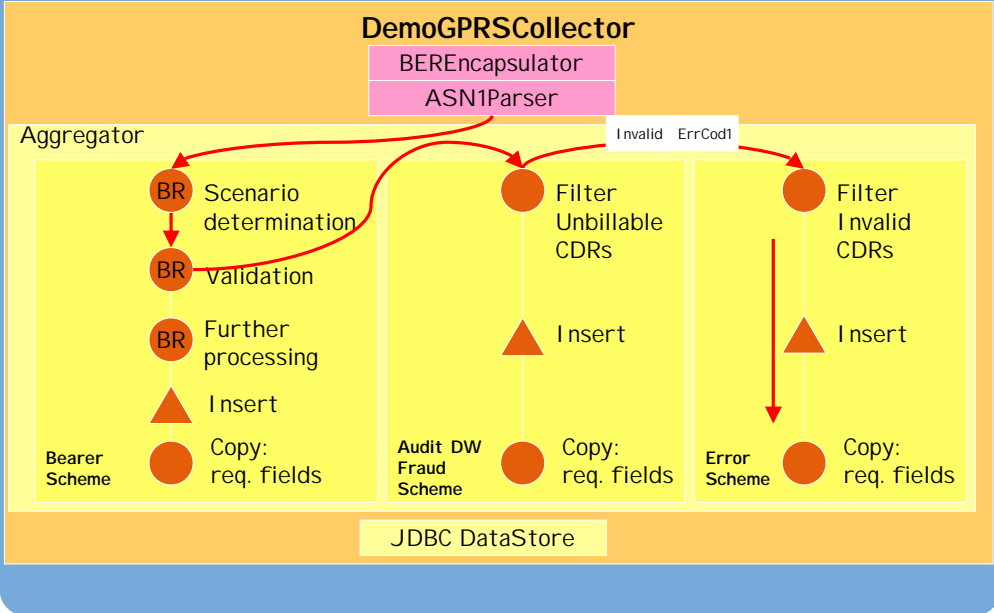 DemoGPRSCollector
BEREncapsulator
ASN1Parser
Aggregator
Invalid ErrCod1
BR
Scenario
determination
BR
Validation
BR
Further
processing
Insert
Bearer
Scheme
Copy:
req. fields
Filter
Unbillable
CDRs
Insert
Audit DW
Fraud
Scheme
Copy:
req. fields
Filter
Invalid
CDRs
Insert
Error
Scheme
Copy:
req. fields
JDBC DataStore